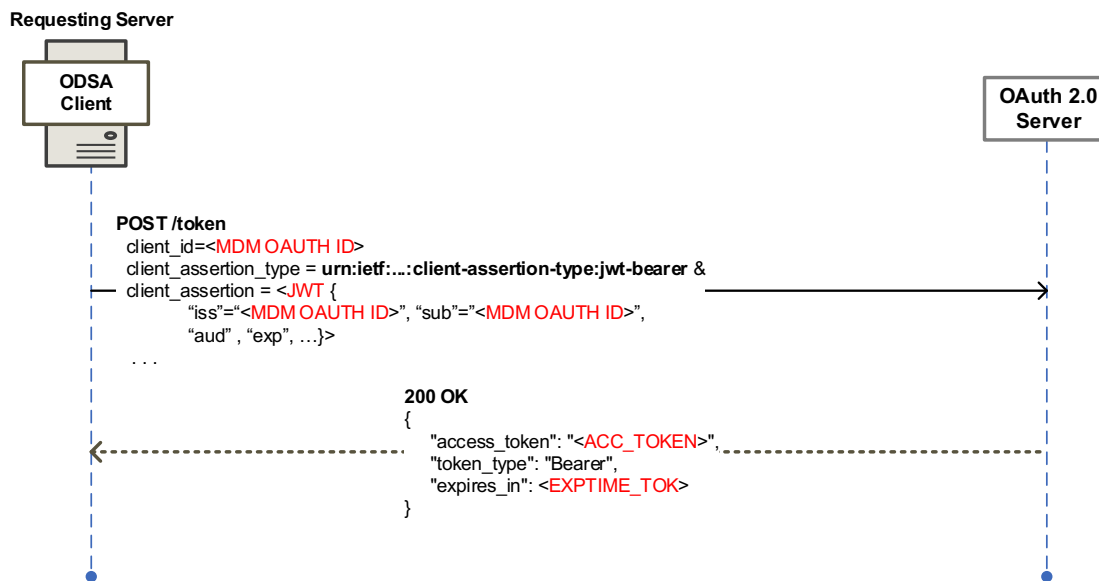 Requesting Server
ODSA
Client
OAuth 2.0
Server
POST /token
client_id=<MDM OAUTH ID>
client_assertion_type = urn:ietf:...:client-assertion-type:jwt-bearer &
client_assertion = <JWT {
“iss”=“<MDM OAUTH ID>”, “sub”=”<MDM OAUTH ID>”,
“aud” , “exp”, …}>
. . .
200 OK
{
"access_token": "<ACC_TOKEN>",
"token_type": "Bearer",
"expires_in": <EXPTIME_TOK>
}